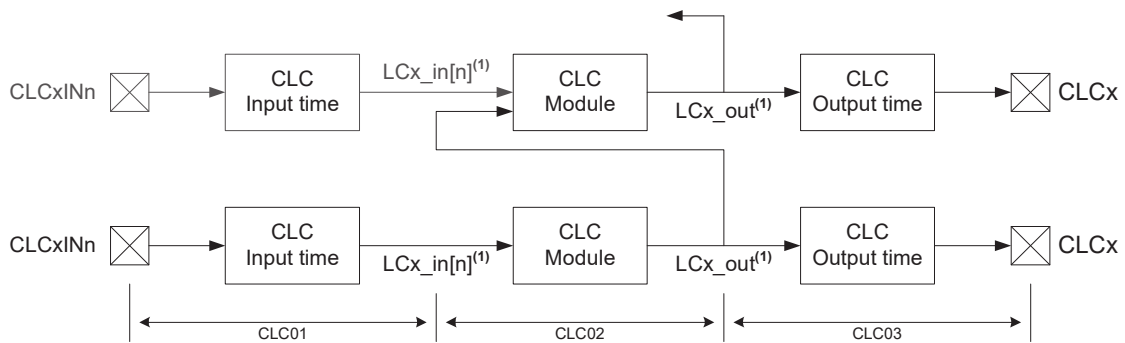 CLCxINn
CLC
Input time
LCx_in[n](1)
CLC
Module
LCx_out(1)
CLC
Output time
CLCx
CLCxINn
CLC
Input time
LCx_in[n](1)
CLC
Module
LCx_out(1)
CLC
Output time
CLCx
CLC01
CLC02
CLC03